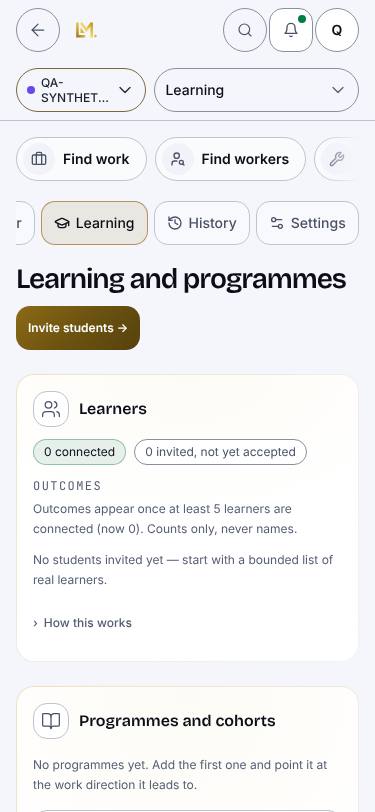 LM.
Q
QA-
SYNTHET...
Learning
Find work
Find workers
r
Learning
History
Settings
Learning and programmes
Invite students →
Learners
0 connected
0 invited, not yet accepted
OUTCOMES
Outcomes appear once at least 5 learners are
connected (now 0). Counts only, never names.
No students invited yet — start with a bounded list of
real learners.
› How this works
Programmes and cohorts
No programmes yet. Add the first one and point it at
the work direction it leads to.